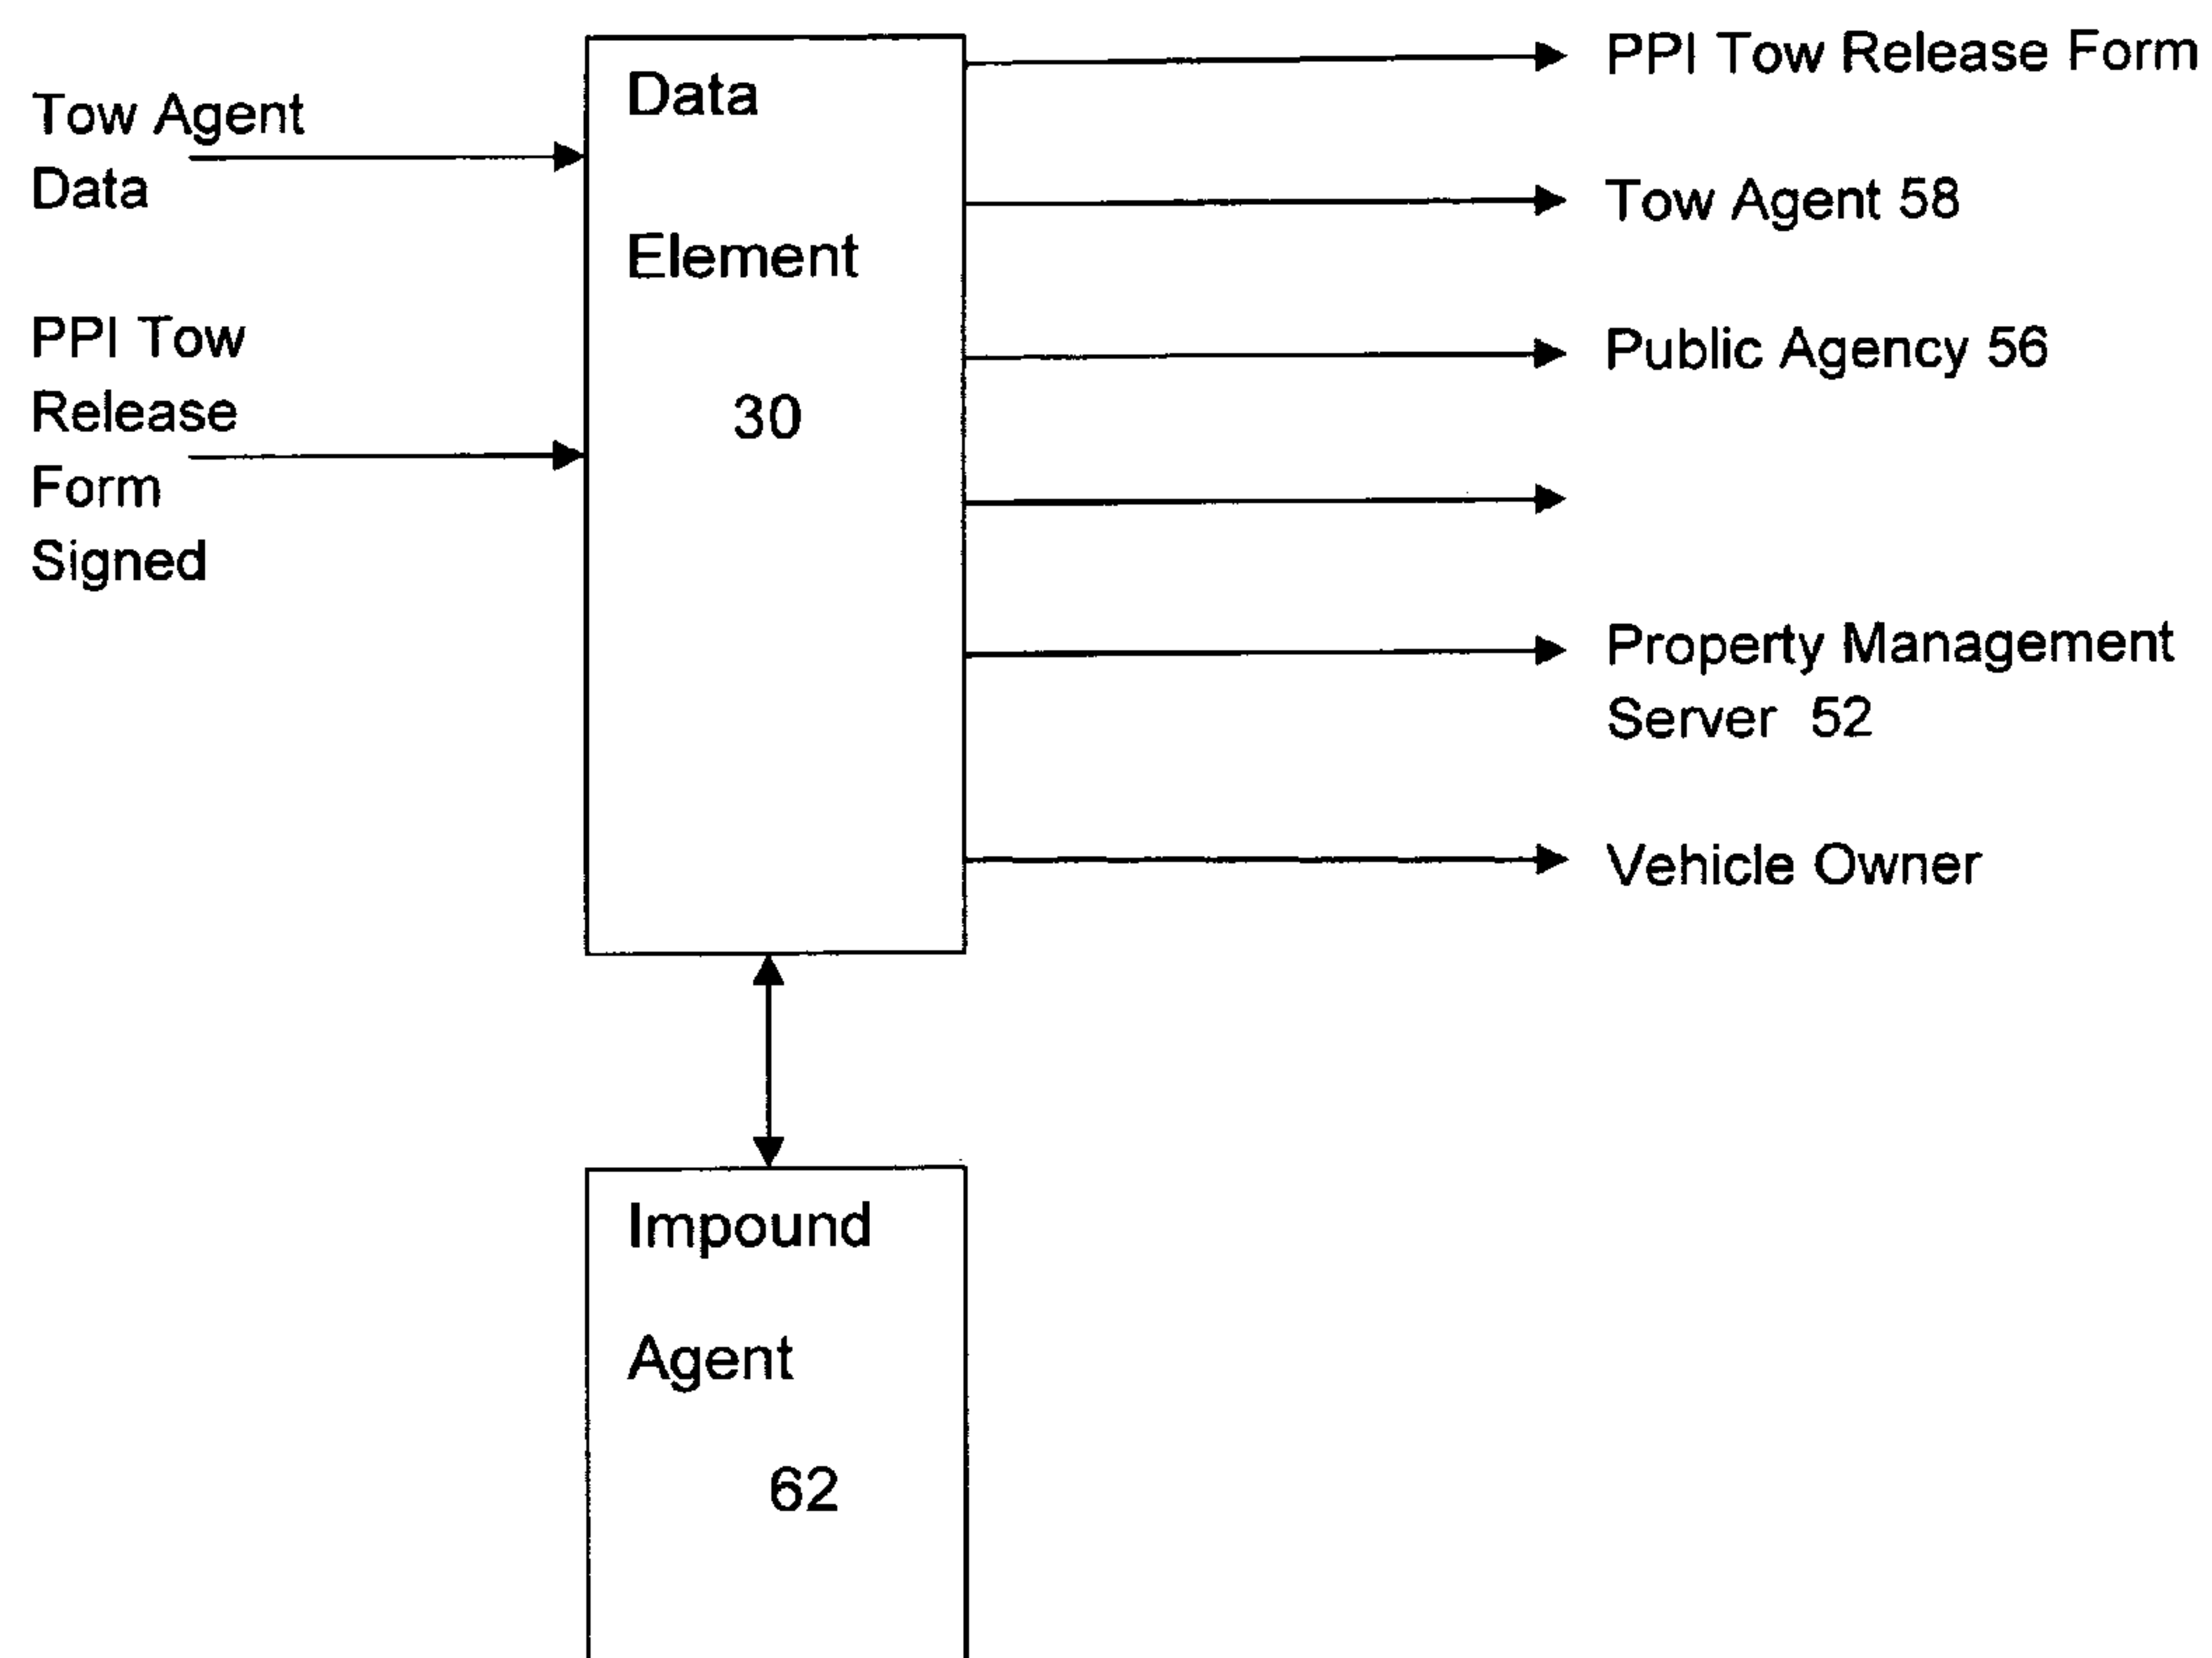 Tow Agent
Data
PPI Tow
Release
Form
Signed
Data
Element
30
PPI Tow Release Form
Tow Agent 58
Public Agency 56
Property Management
Server 52
Vehicle Owner
Impound
Agent
62